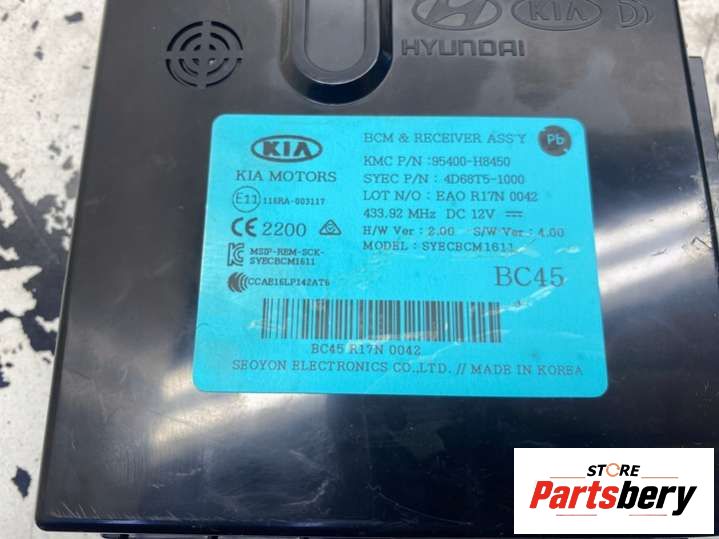 HYUNDAI
KIA
KIA
KIA MOTORS
E11 116RA-003117
CE 2200
MSIP-REM-SCK-
SYECBCM1611
CCAE16LP142AT6
BCM & RECEIVER ASS'Y
Pb
KMC P/N :95400-H8450
SYEC P/N : 4D68T5-1000
LOT N/O : EAO R17N 0042
433.92 MHz DC 12V
H/W Ver : 2.00 S/W Ver : 4.00
MODEL : SYECBCM1611
BC45
BC45 R17N 0042
SEOYON ELECTRONICS CO.,LTD. // MADE IN KOREA
STORE
Partsbery